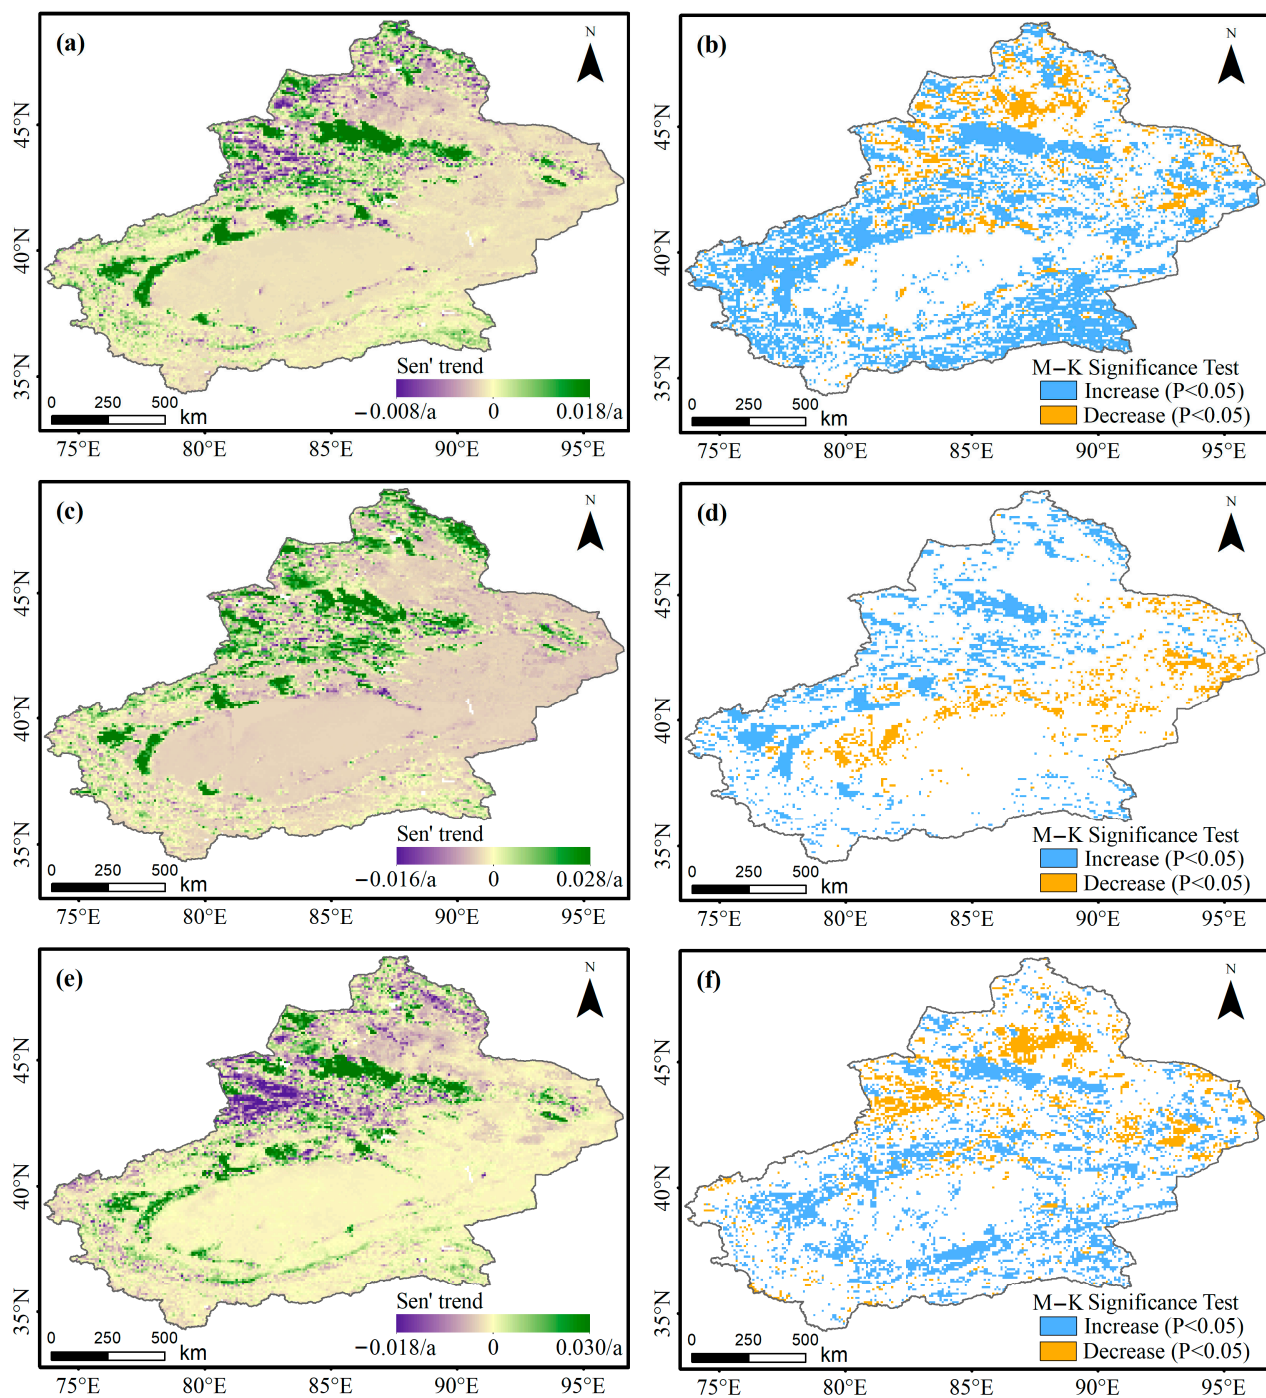 (a)
N
45°N
40°N
35°N
Sen' trend
−0.008/a 0 0.018/a
0 250 500
km
75°E 80°E 85°E 90°E 95°E
(b)
N
45°N
40°N
35°N
M−K Significance Test
Increase (P<0.05)
Decrease (P<0.05)
0 250 500
km
75°E 80°E 85°E 90°E 95°E
(c)
N
45°N
40°N
35°N
Sen' trend
−0.016/a 0 0.028/a
0 250 500
km
75°E 80°E 85°E 90°E 95°E
(d)
N
45°N
40°N
35°N
M−K Significance Test
Increase (P<0.05)
Decrease (P<0.05)
0 250 500
km
75°E 80°E 85°E 90°E 95°E
(e)
N
45°N
40°N
35°N
Sen' trend
−0.018/a 0 0.030/a
0 250 500
km
75°E 80°E 85°E 90°E 95°E
(f)
N
45°N
40°N
35°N
M−K Significance Test
Increase (P<0.05)
Decrease (P<0.05)
0 250 500
km
75°E 80°E 85°E 90°E 95°E